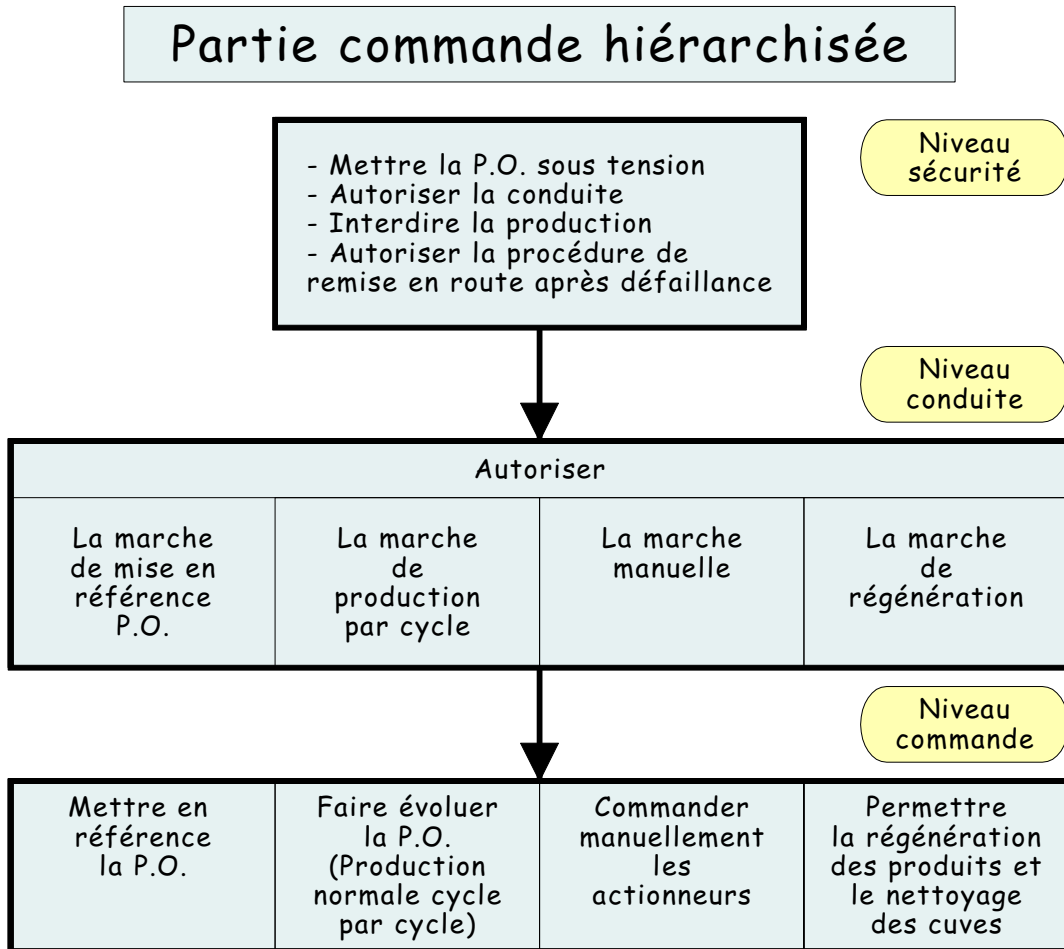 Partie commande hiérarchisée
- Mettre la P.O. sous tension
- Autoriser la conduite
- Interdire la production
- Autoriser la procédure de
remise en route après défaillance
Niveau
sécurité
Niveau
conduite
Autoriser
La marche
de mise en
référence
P.O.
La marche
de
production
par cycle
La marche
manuelle
La marche
de
régénération
Niveau
commande
Mettre en
référence
la P.O.
Faire évoluer
la P.O.
(Production
normale cycle
par cycle)
Commander
manuellement
les
actionneurs
Permettre
la régénération
des produits et
le nettoyage
des cuves